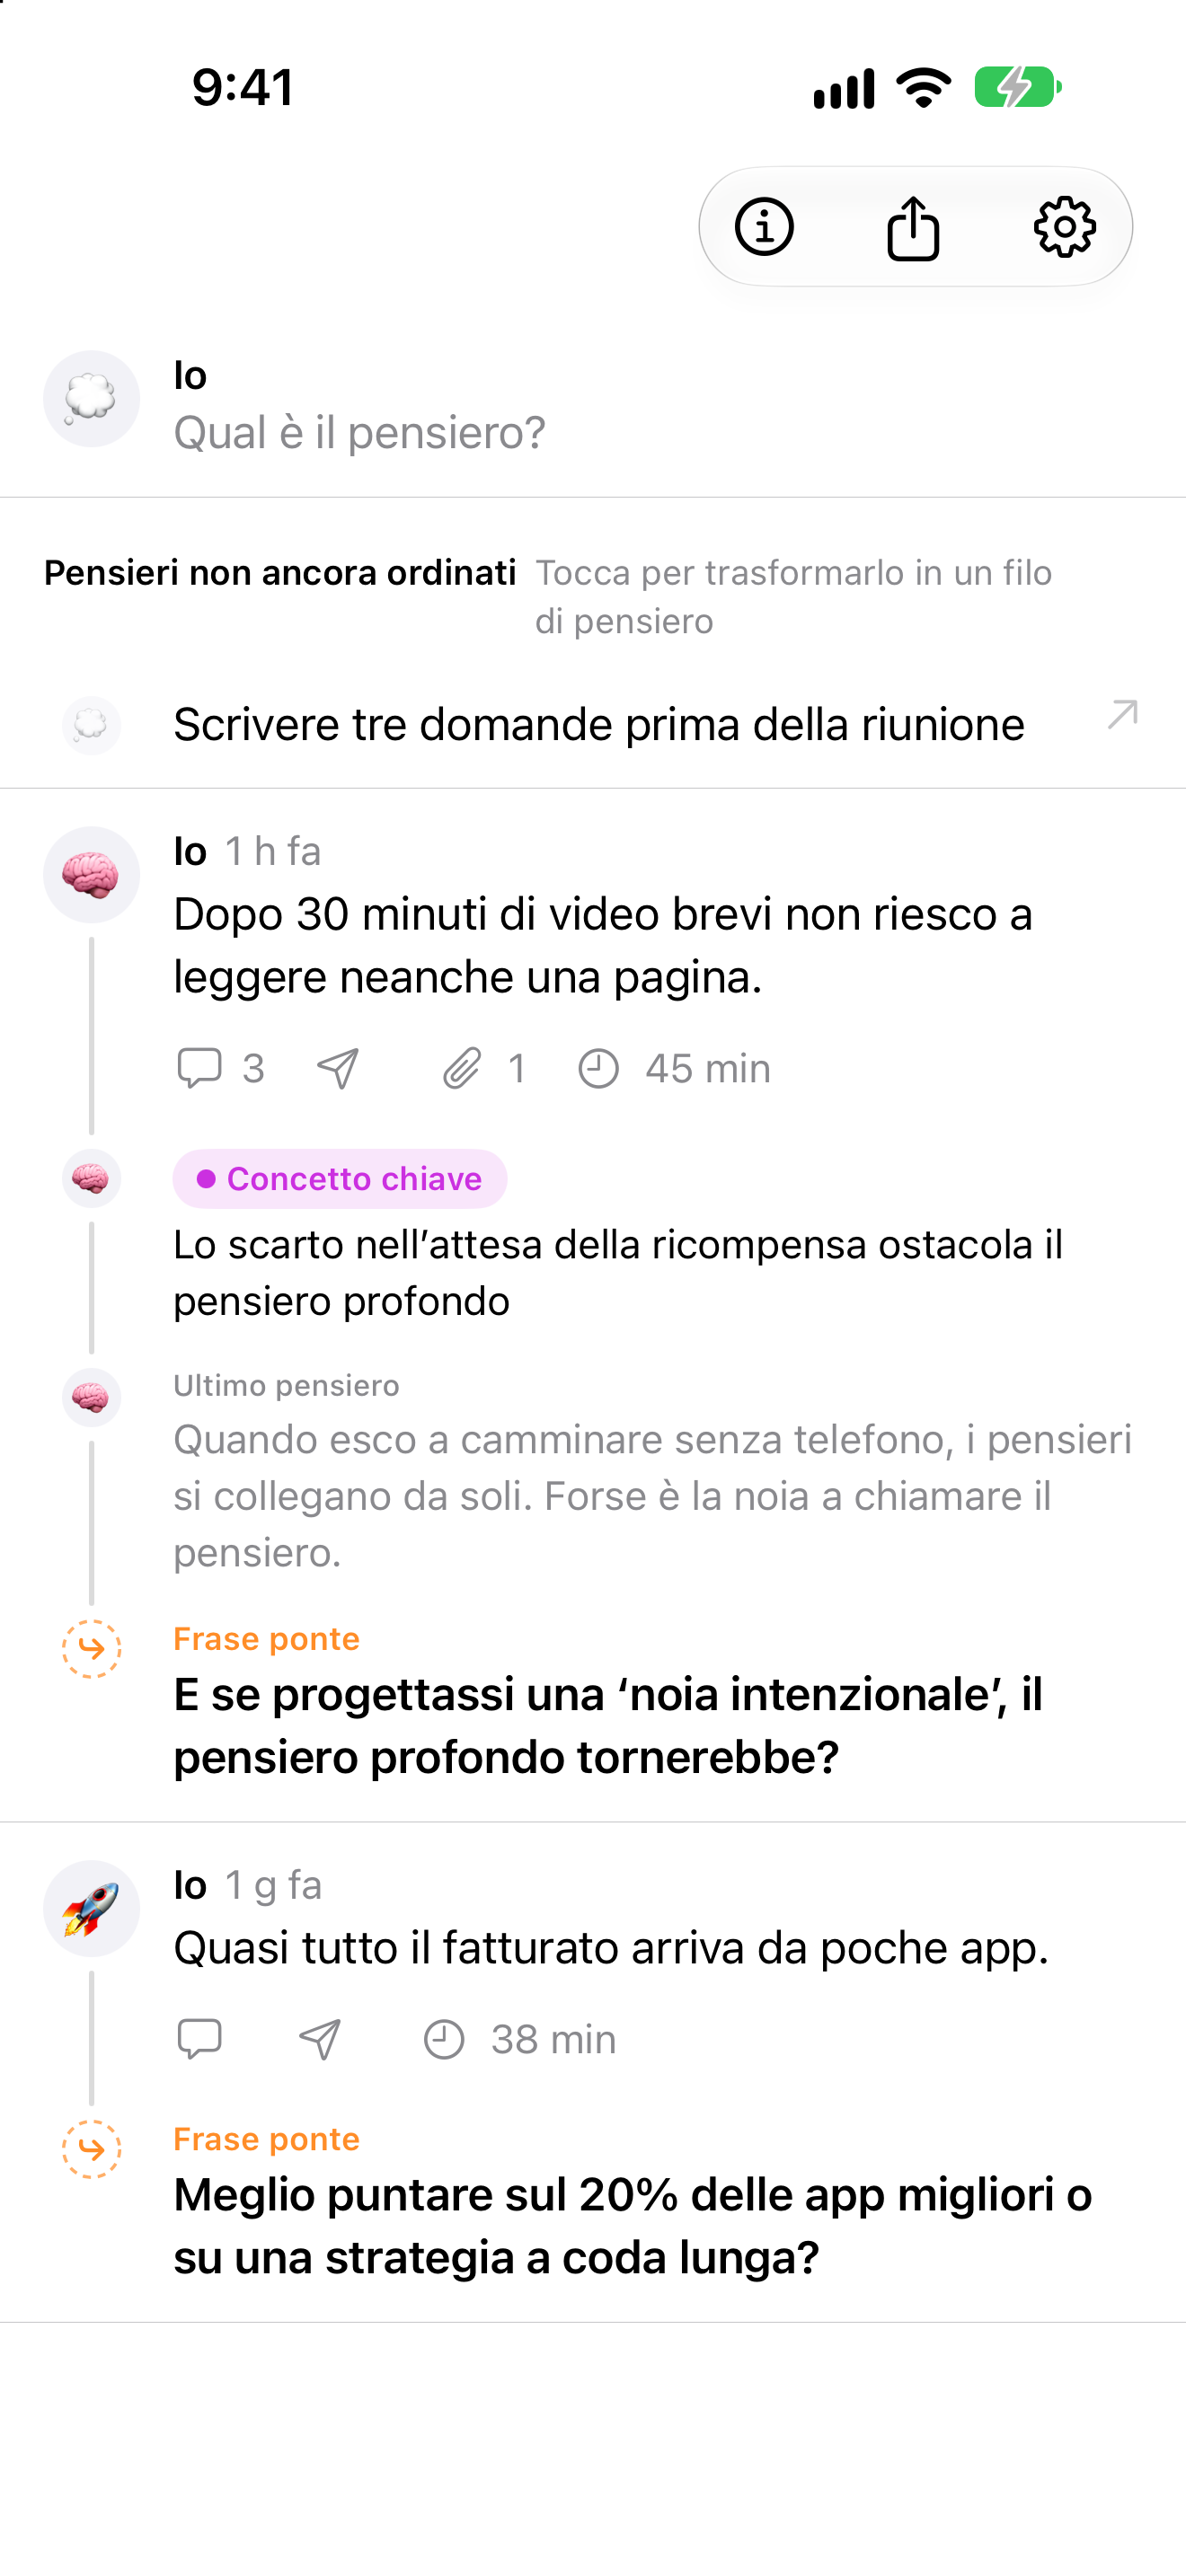 9:41
Io
Qual è il pensiero?
Pensieri non ancora ordinati Tocca per trasformarlo in un filo
di pensiero
Scrivere tre domande prima della riunione
Io 1 h fa
Dopo 30 minuti di video brevi non riesco a
leggere neanche una pagina.
3 1 45 min
Concetto chiave
Lo scarto nell’attesa della ricompensa ostacola il
pensiero profondo
Ultimo pensiero
Quando esco a camminare senza telefono, i pensieri
si collegano da soli. Forse è la noia a chiamare il
pensiero.
Frase ponte
E se progettassi una ‘noia intenzionale’, il
pensiero profondo tornerebbe?
Io 1 g fa
Quasi tutto il fatturato arriva da poche app.
38 min
Frase ponte
Meglio puntare sul 20% delle app migliori o
su una strategia a coda lunga?